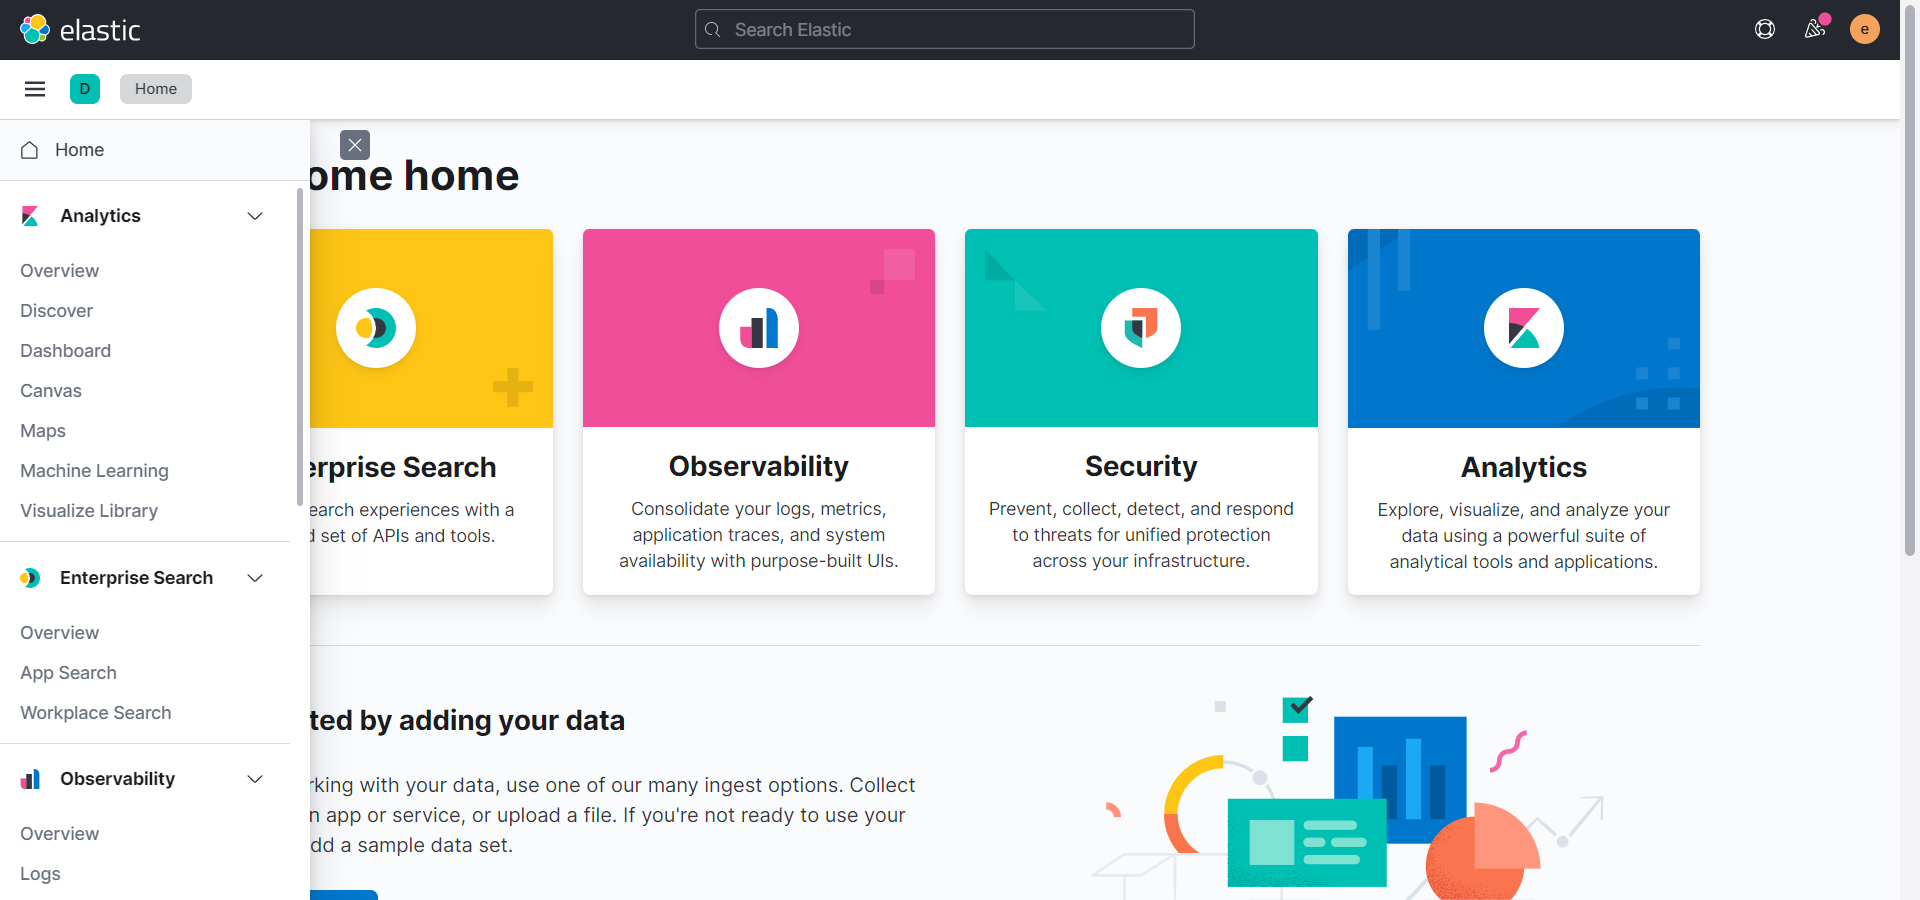 elastic
Search Elastic
e
D
Home
Home
Analytics
Overview
Discover
Dashboard
Canvas
Maps
Machine Learning
Visualize Library
Enterprise Search
Overview
App Search
Workplace Search
Observability
Overview
Logs
ome home
erprise Search
earch experiences with a
d set of APIs and tools.
Observability
Consolidate your logs, metrics,
application traces, and system
availability with purpose-built UIs.
Security
Prevent, collect, detect, and respond
to threats for unified protection
across your infrastructure.
Analytics
Explore, visualize, and analyze your
data using a powerful suite of
analytical tools and applications.
ted by adding your data
rking with your data, use one of our many ingest options. Collect
n app or service, or upload a file. If you're not ready to use your
dd a sample data set.